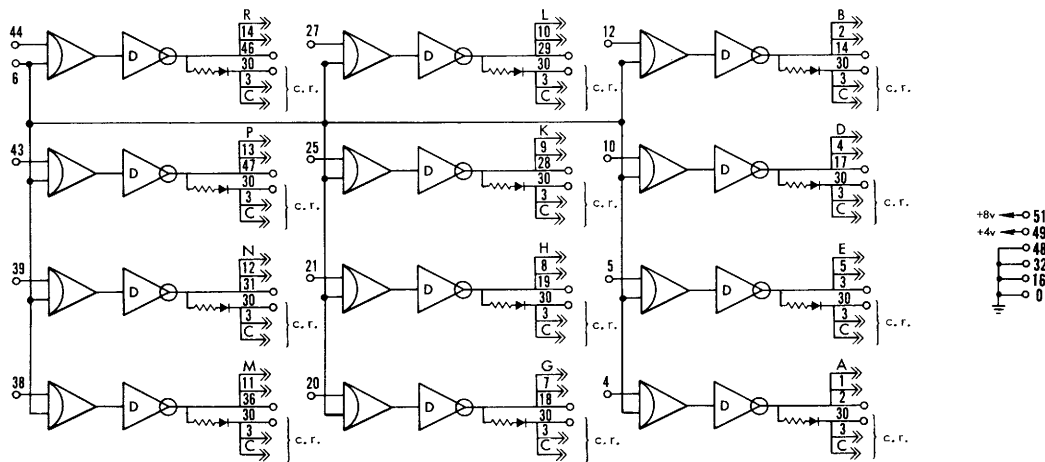 44
6
R
14
46
30
3
C
c.r.
27
L
10
29
30
3
C
c.r.
12
B
2
14
30
3
C
c.r.
D
D
D
43
P
13
47
30
3
C
c.r.
25
K
9
28
30
3
C
c.r.
10
D
4
17
30
3
C
c.r.
D
D
D
39
N
12
31
30
3
C
c.r.
21
H
8
19
30
3
C
c.r.
5
E
5
3
30
3
C
c.r.
D
D
D
38
M
11
36
30
3
C
c.r.
20
G
7
18
30
3
C
c.r.
4
A
1
2
30
3
C
c.r.
D
D
D
+8v 51
+4v 49
48
32
16
0